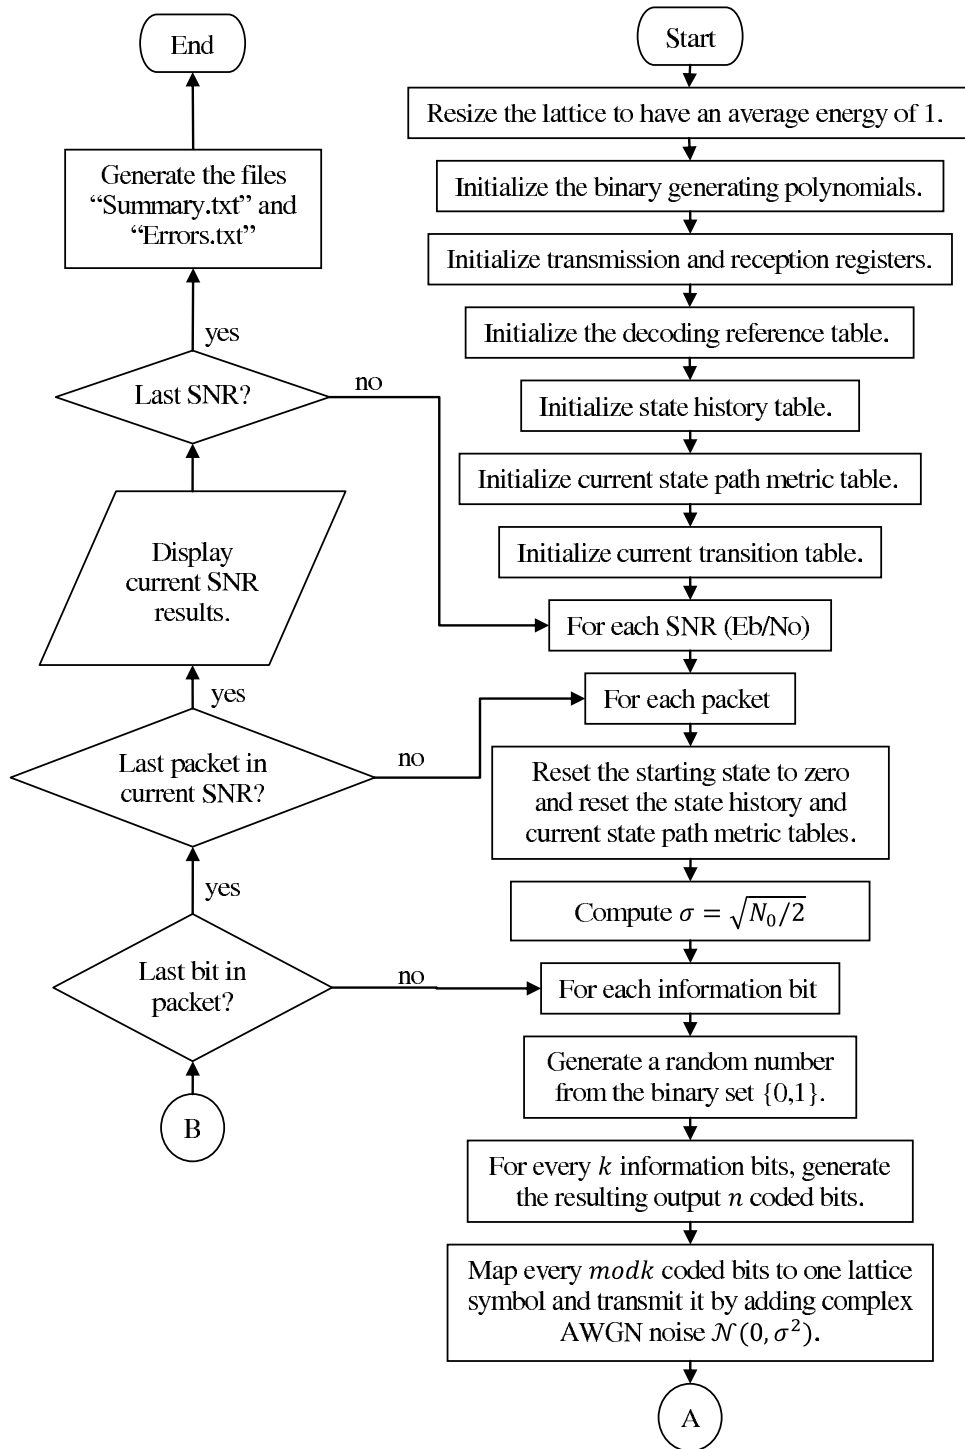 Start
Resize the lattice to have an average energy of 1.
Initialize the binary generating polynomials.
Initialize transmission and reception registers.
Initialize the decoding reference table.
Initialize state history table.
Initialize current state path metric table.
Initialize current transition table.
For each SNR (Eb/No)
For each packet
Reset the starting state to zero
and reset the state history and
current state path metric tables.
Compute σ = √N₀/2
For each information bit
Generate a random number
from the binary set {0,1}.
For every k information bits, generate
the resulting output n coded bits.
Map every modk coded bits to one lattice
symbol and transmit it by adding complex
AWGN noise 𝒩(0, σ²).
A
B
Last bit in
packet?
no
yes
Last packet in
current SNR?
no
yes
Display
current SNR
results.
Last SNR?
no
yes
Generate the files
“Summary.txt” and
“Errors.txt”
End